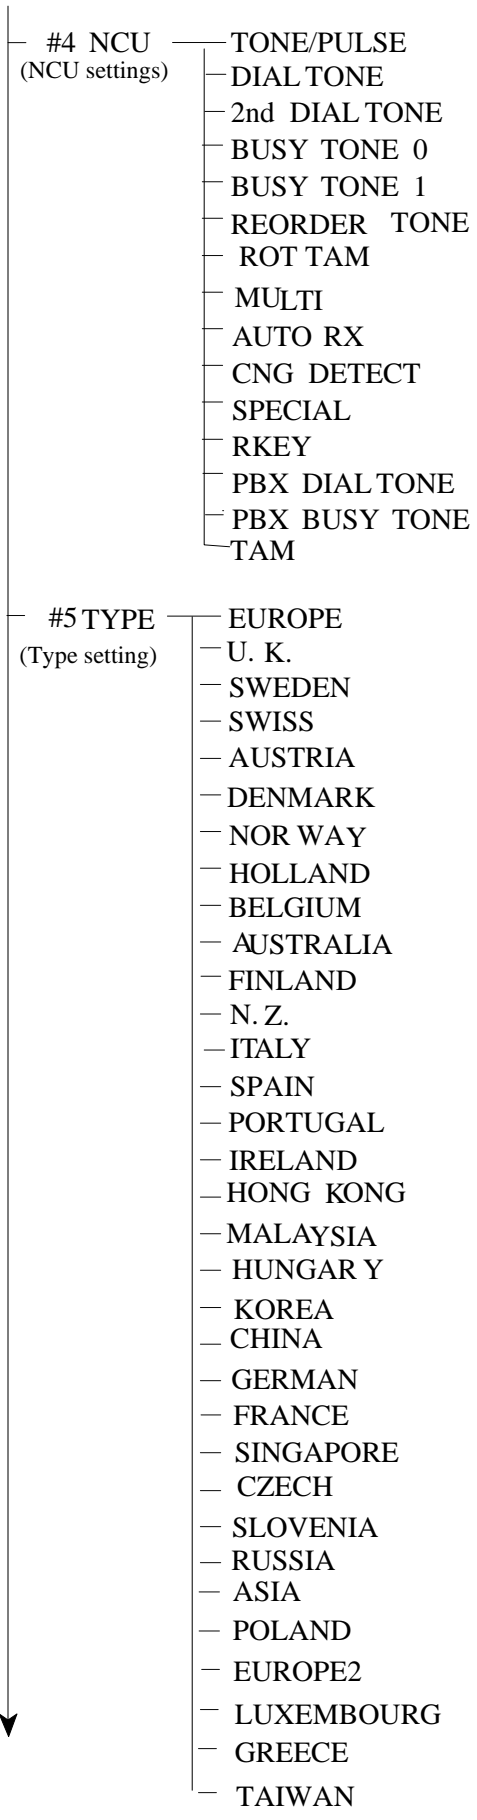 #4 NCU TONE/PULSE
(NCU settings)
DIAL TONE
2nd DIAL TONE
BUSY TONE 0
BUSY TONE 1
REORDER TONE
ROT TAM
MULTI
AUTO RX
CNG DETECT
SPECIAL
RKEY
PBX DIAL TONE
PBX BUSY TONE
TAM
#5 TYPE EUROPE
(Type setting)
U. K.
SWEDEN
SWISS
AUSTRIA
DENMARK
NOR WAY
HOLLAND
BELGIUM
AUSTRALIA
FINLAND
N. Z.
ITALY
SPAIN
PORTUGAL
IRELAND
HONG KONG
MALAYSIA
HUNGAR Y
KOREA
CHINA
GERMAN
FRANCE
SINGAPORE
CZECH
SLOVENIA
RUSSIA
ASIA
POLAND
EUROPE2
LUXEMBOURG
GREECE
TAIWAN